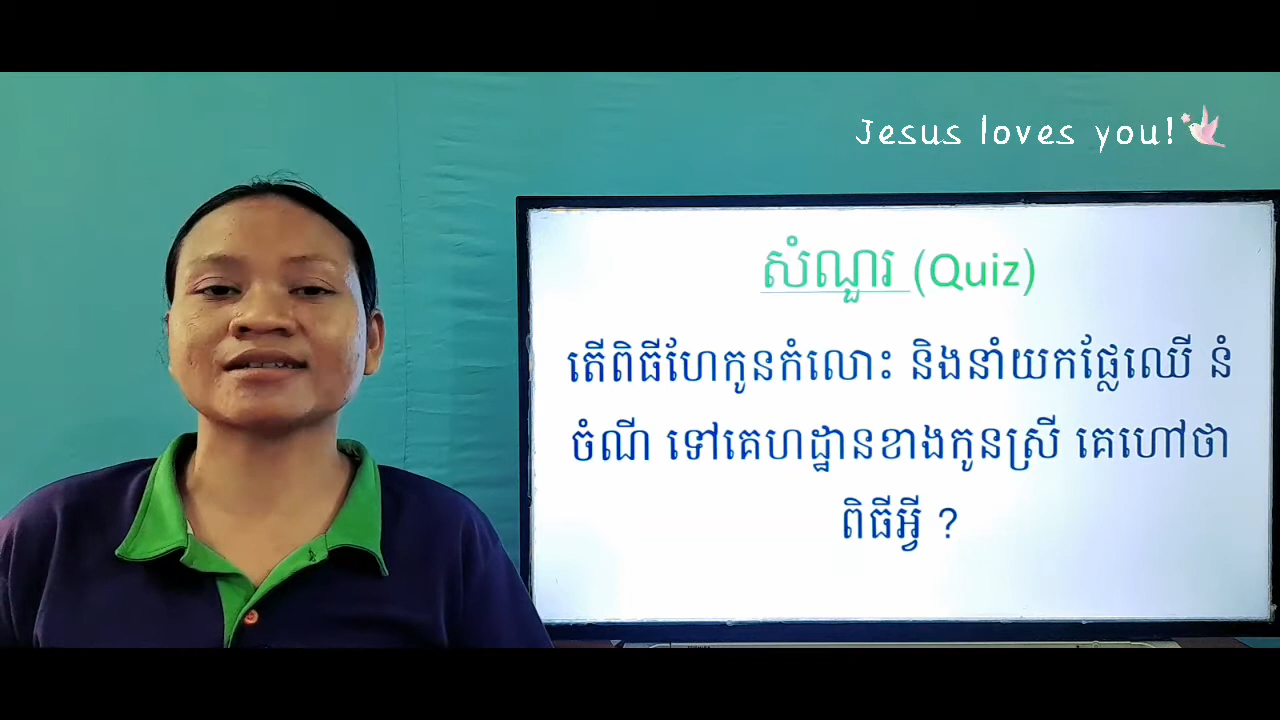 Jesus loves you!
សំណួរ (Quiz)
តើពិធីហែកូនកំលោះ និងនាំយកផ្លែឈើ នំ
ចំណី ទៅគេហដ្ឋានខាងកូនស្រី គេហៅថា
ពិធីអ្វី ?